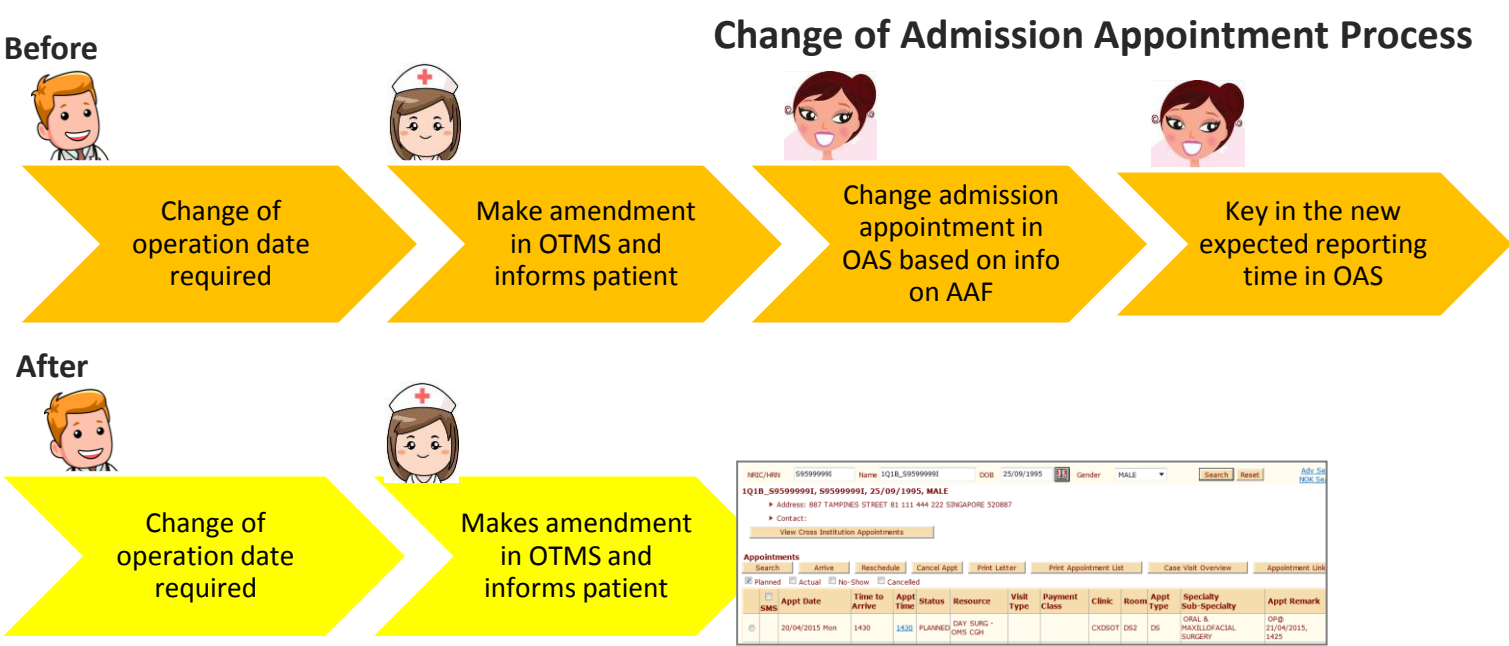 Change of Admission Appointment Process
Before
Change of
operation date
required
Make amendment
in OTMS and
informs patient
Change admission
appointment in
OAS based on info
on AAF
Key in the new
expected reporting
time in OAS
After
Change of
operation date
required
Makes amendment
in OTMS and
informs patient
NRIC/HRN S9599999I Name 1Q1B_S9599999I DOB 25/09/1995 Gender MALE Search Reset Adv Se
NOK Se
1Q1B_S9599999I, S9599999I, 25/09/1995, MALE
Address: 887 TAMPINES STREET 81 111 444 222 SINGAPORE 520887
Contact:
View Cross Institution Appointments
Appointments
Search Arrive Reschedule Cancel Appt Print Letter Print Appointment List Case Visit Overview Appointment Link
Planned Actual No-Show Cancelled
SMS Appt Date Time to Arrive Appt Time Status Resource Visit Type Payment Class Clinic Room Appt Type Specialty Sub-Specialty Appt Remark
20/04/2015 Mon 1430 1430 PLANNED DAY SURG - OMS CGH CXDSOT DS2 DS ORAL & MAXILLOFACIAL SURGERY OP@ 21/04/2015, 1425